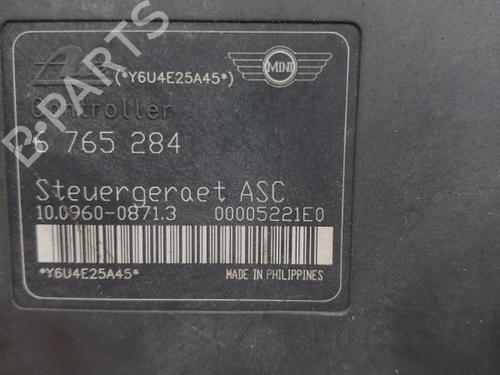 (*Y6U4E25A45*)
MINI
Controller
6 765 284
Steuergeraet ASC
10.0960-0871.3 00005221E0
*Y6U4E25A45*
MADE IN PHILIPPINES
B-PARTS